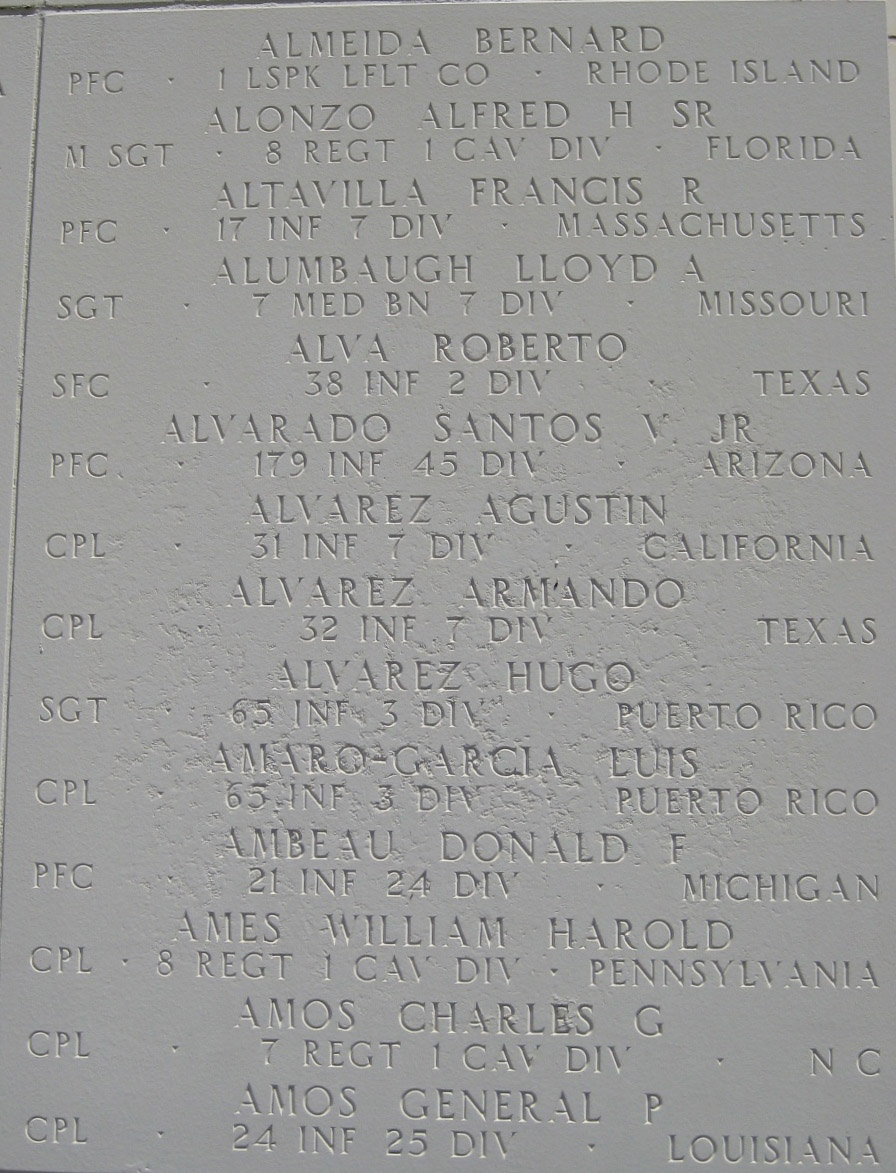 ALMEIDA BERNARD
PFC · 1 LSPK LFLT CO · RHODE ISLAND
ALONZO ALFRED H SR
M SGT · 8 REGT 1 CAV DIV · FLORIDA
ALTAVILLA FRANCIS R
PFC · 17 INF 7 DIV · MASSACHUSETTS
ALUMBAUGH LLOYD A
SGT · 7 MED BN 7 DIV · MISSOURI
ALVA ROBERTO
SFC · 38 INF 2 DIV · TEXAS
ALVARADO SANTOS V JR
PFC · 179 INF 45 DIV · ARIZONA
ALVAREZ AGUSTIN
CPL · 31 INF 7 DIV · CALIFORNIA
ALVAREZ ARMANDO
CPL · 32 INF 7 DIV · TEXAS
ALVAREZ HUGO
SGT · 65 INF 3 DIV · PUERTO RICO
AMARO-GARCIA LUIS
CPL · 65 INF 3 DIV · PUERTO RICO
AMBEAU DONALD F
PFC · 21 INF 24 DIV · MICHIGAN
AMES WILLIAM HAROLD
CPL · 8 REGT 1 CAV DIV · PENNSYLVANIA
AMOS CHARLES G
CPL · 7 REGT 1 CAV DIV · N C
AMOS GENERAL P
CPL · 24 INF 25 DIV · LOUISIANA